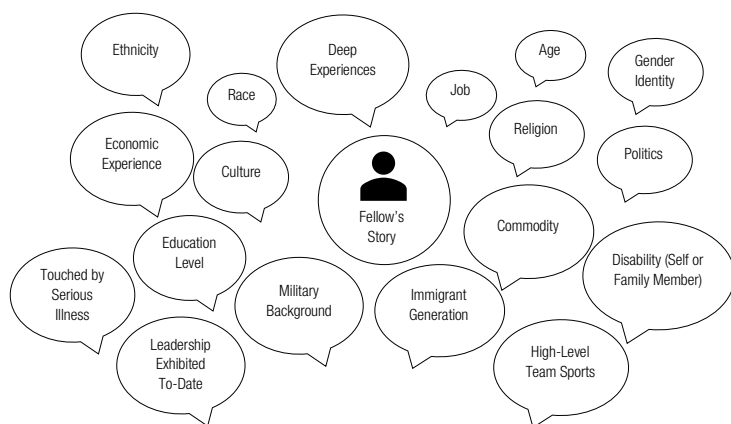 Ethnicity
Deep
Experiences
Age
Gender
Identity
Race
Job
Economic
Experience
Culture
Religion
Politics
Fellow's
Story
Commodity
Education
Level
Disability (Self or
Family Member)
Touched by
Serious
Illness
Military
Background
Immigrant
Generation
Leadership
Exhibited
To-Date
High-Level
Team Sports